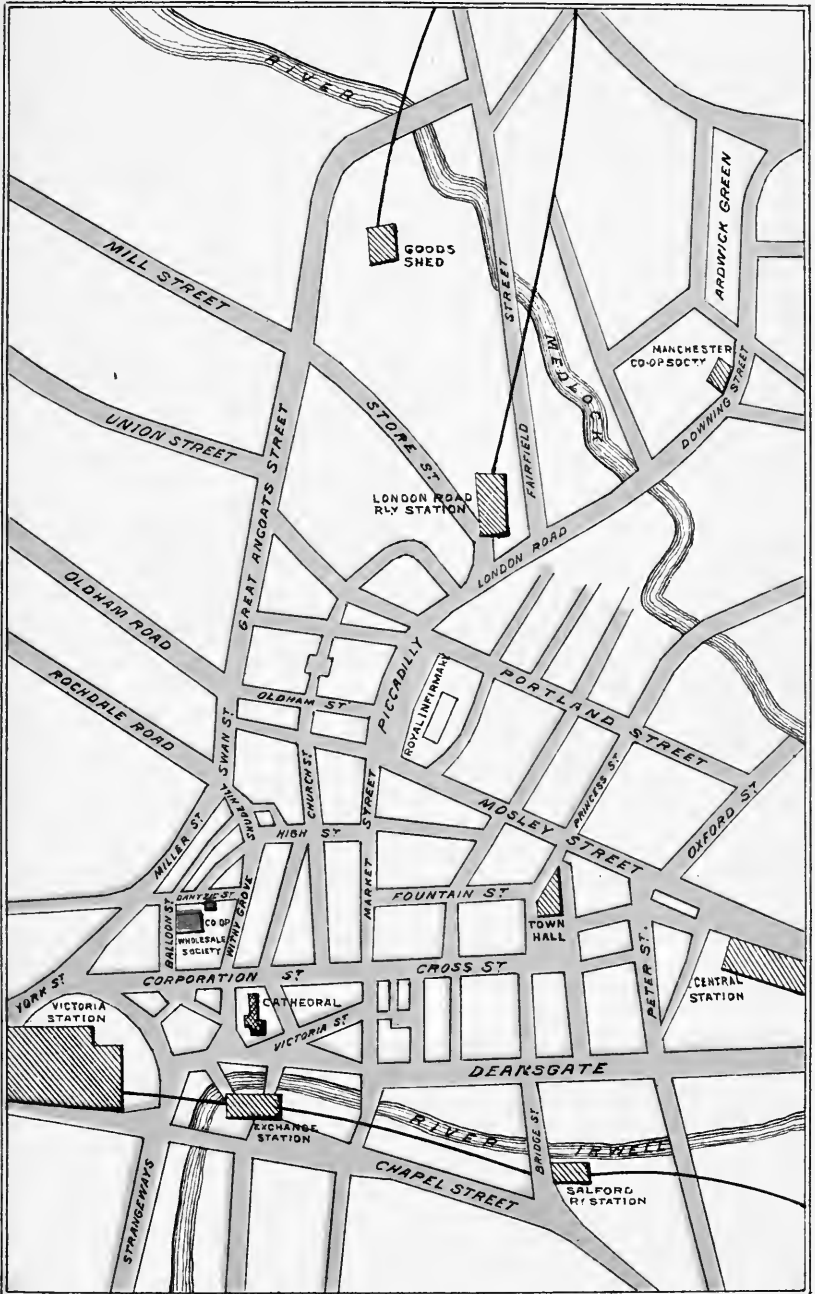 RIVER
GOODS
SHED
ARDWICK GREEN
MILL STREET
STREET
MEDLOCK
MANCHESTER
CO-OP SOCTY
DOWNING STREET
STORE ST.
UNION STREET
GREAT ANCOATS STREET
FAIRFIELD
LONDON ROAD
RLY STATION
LONDON ROAD
OLDHAM ROAD
PICCADILLY
ROYAL INFIRMARY
PORTLAND STREET
ROCHDALE ROAD
OLDHAM ST
SWAN ST
CHURCH ST
PRINCESS ST
SHUDE HILL
MOSLEY STREET
OXFORD ST
MILLER ST
HIGH ST
MARKET STREET
DANTZIC ST
FOUNTAIN ST
BALLOON ST
CO-OP
WHOLESALE
SOCIETY
WITHY GROVE
TOWN
HALL
PETER ST.
CORPORATION ST
CROSS ST
CENTRAL
STATION
YORK ST
VICTORIA
STATION
CATHEDRAL
VICTORIA ST
DEANSGATE
RIVER IRWELL
EXCHANGE
STATION
BRIDGE ST
CHAPEL STREET
SALFORD
RY STATION
STRANGEWAYS